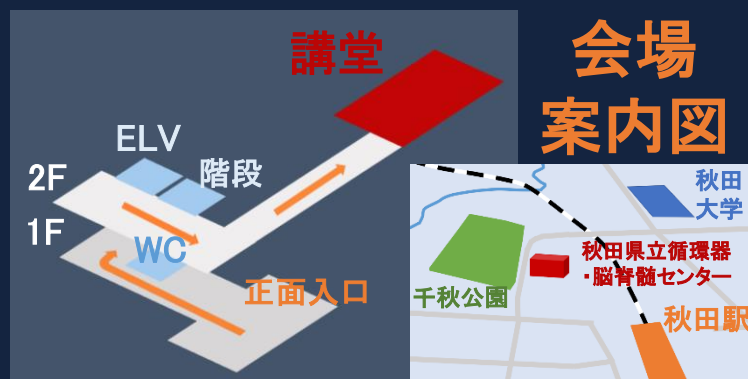 会場
案内図
講堂
ELV
階段
2F
1F
WC
正面入口
秋田
大学
秋田県立循環器
・脳脊髄センター
千秋公園
秋田駅